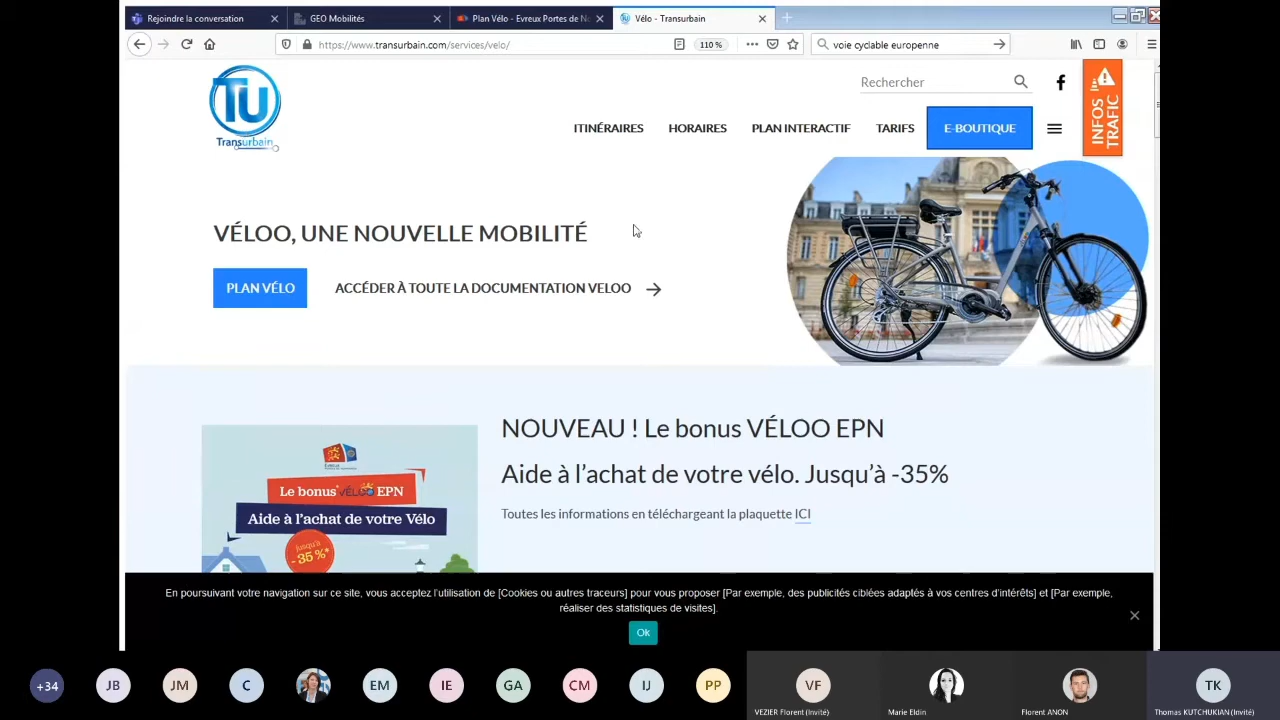 Rejoindre la conversation
GEO Mobilités
Plan Vélo - Evreux Portes de No
Vélo - Transurbain
https://www.transurbain.com/services/velo/
110 %
voie cyclable europenne
TU
Transurbain
Rechercher
INFOS
TRAFIC
ITINÉRAIRES
HORAIRES
PLAN INTERACTIF
TARIFS
E-BOUTIQUE
VÉLOO, UNE NOUVELLE MOBILITÉ
PLAN VÉLO
ACCÉDER À TOUTE LA DOCUMENTATION VELOO
NOUVEAU ! Le bonus VÉLOO EPN
Aide à l'achat de votre vélo. Jusqu'à -35%
Toutes les informations en téléchargeant la plaquette ICI
Le bonus VÉLOO EPN
Aide à l'achat de votre Vélo
jusqu'à
- 35 %*
En poursuivant votre navigation sur ce site, vous acceptez l'utilisation de [Cookies ou autres traceurs] pour vous proposer [Par exemple, des publicités ciblées adaptés à vos centres d'intérêts] et [Par exemple,
réaliser des statistiques de visites].
Ok
+34
JB
JM
C
EM
IE
GA
CM
IJ
PP
VF
TK
VEZIER Florent (Invité)
Marie Eldin
Florent ANON
Thomas KUTCHUKIAN (Invité)